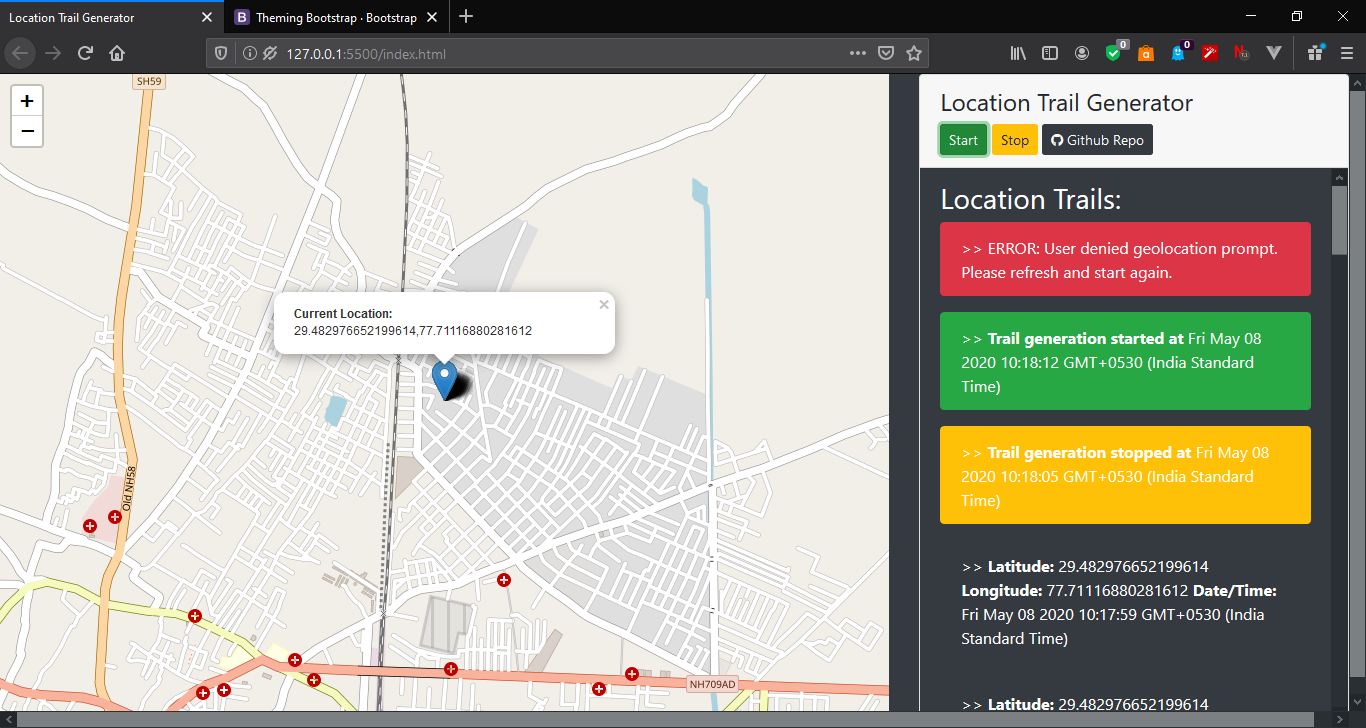 Location Trail Generator
Theming Bootstrap · Bootstrap
127.0.0.1:5500/index.html
0
0
+
−
SH59
Current Location:
29.482976652199614,77.71116880281612
×
Old NH58
NH709AD
Location Trail Generator
Start Stop Github Repo
Location Trails:
>> ERROR: User denied geolocation prompt.
Please refresh and start again.
>> Trail generation started at Fri May 08
2020 10:18:12 GMT+0530 (India Standard
Time)
>> Trail generation stopped at Fri May 08
2020 10:18:05 GMT+0530 (India Standard
Time)
>> Latitude: 29.482976652199614
Longitude: 77.71116880281612 Date/Time:
Fri May 08 2020 10:17:59 GMT+0530 (India
Standard Time)
>> Latitude: 29.482976652199614